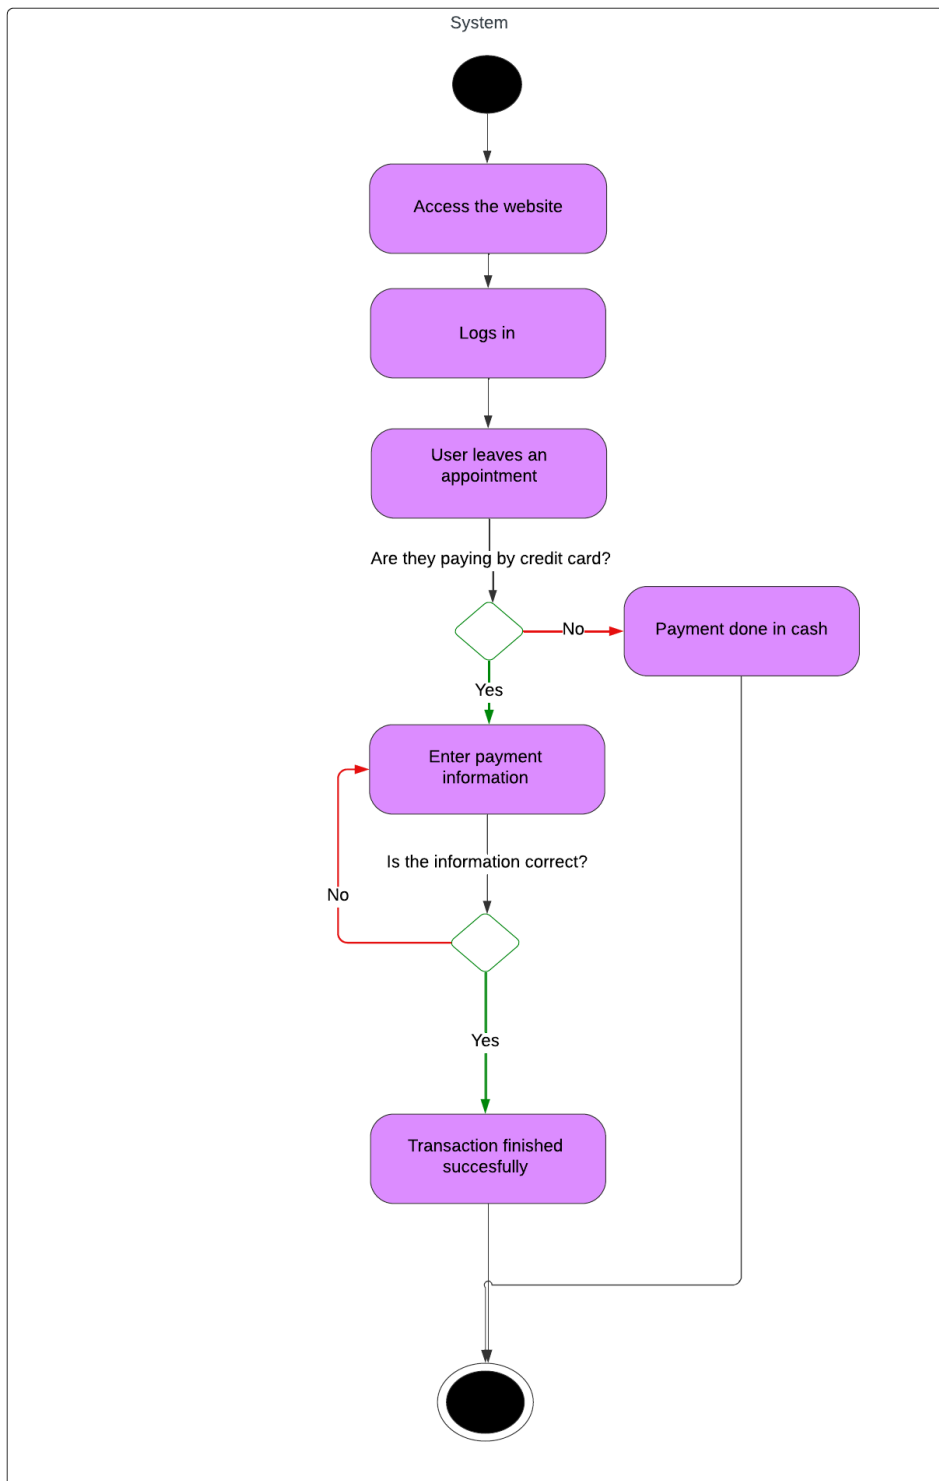 System
Access the website
Logs in
User leaves an
appointment
Are they paying by credit card?
No
Payment done in cash
Yes
Enter payment
information
Is the information correct?
No
Yes
Transaction finished
succesfully